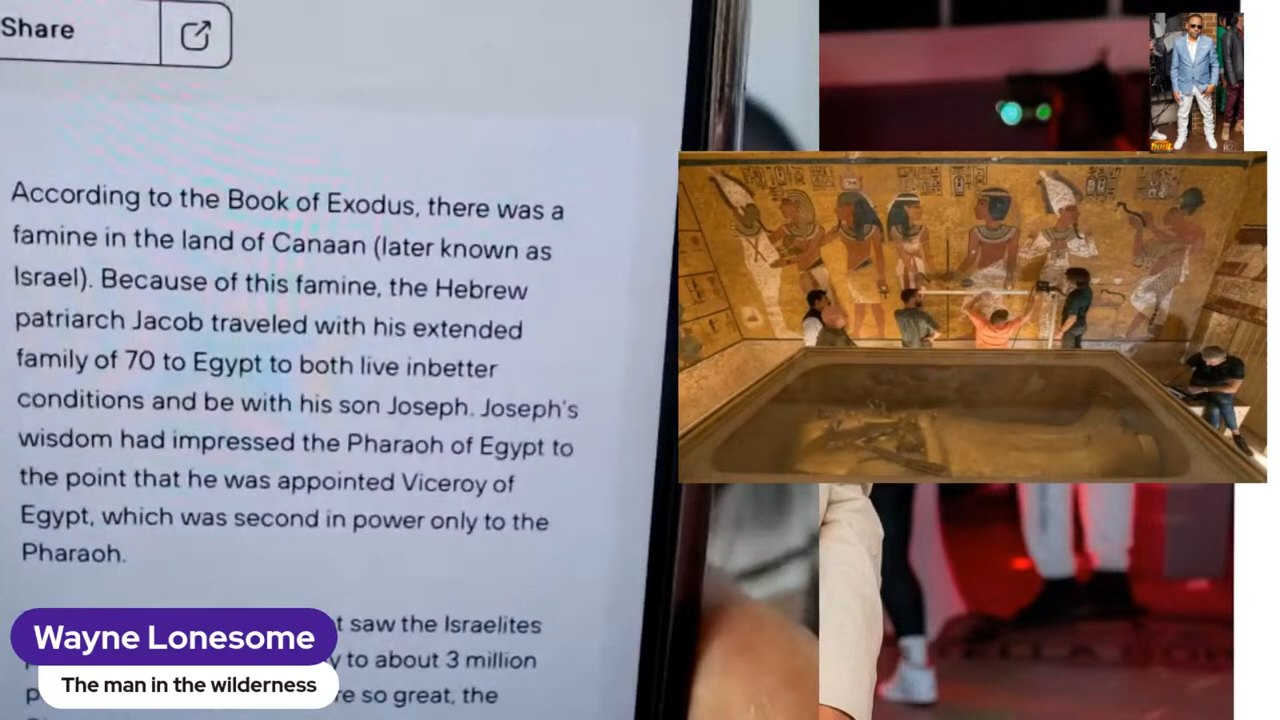 Share
According to the Book of Exodus, there was a
famine in the land of Canaan (later known as
Israel). Because of this famine, the Hebrew
patriarch Jacob traveled with his extended
family of 70 to Egypt to both live inbetter
conditions and be with his son Joseph. Joseph's
wisdom had impressed the Pharaoh of Egypt to
the point that he was appointed Viceroy of
Egypt, which was second in power only to the
Pharaoh.
saw the Israelites
to about 3 million
so great, the
Wayne Lonesome
The man in the wilderness